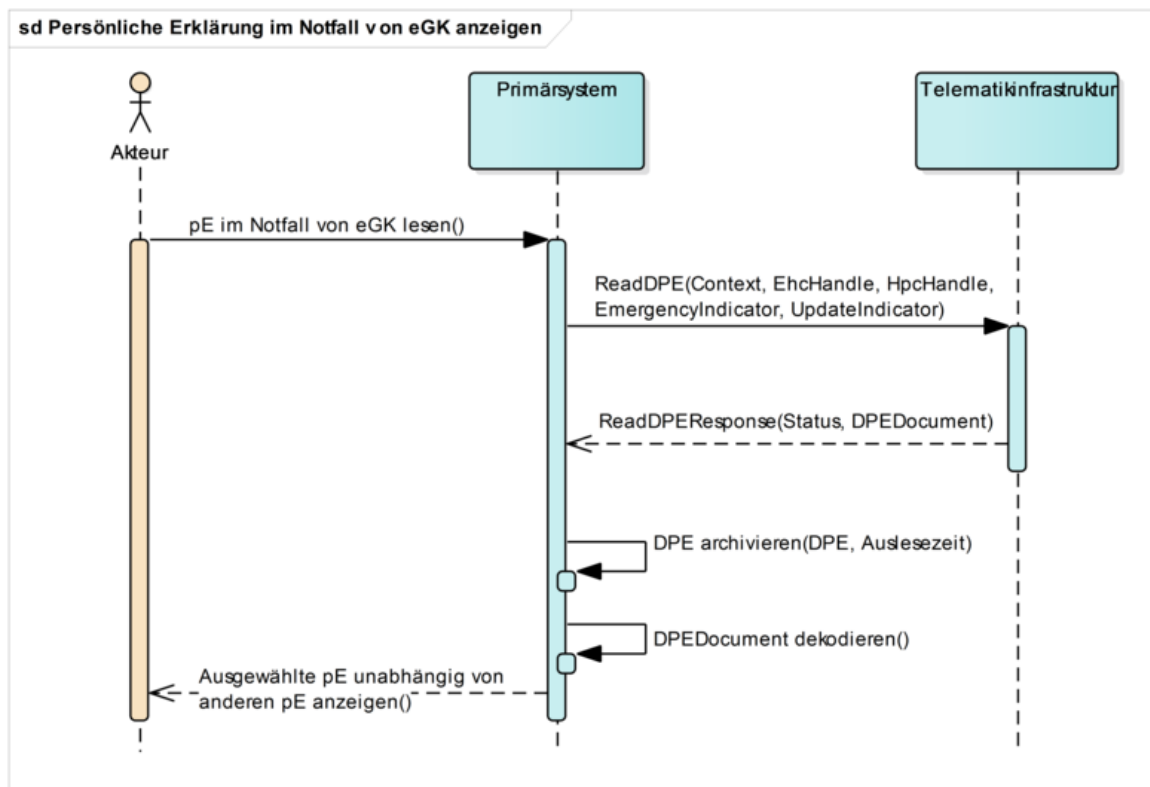 sd Persönliche Erklärung im Notfall von eGK anzeigen
Akteur
Primärsystem
Telematikinfrastruktur
pE im Notfall von eGK lesen()
ReadDPE(Context, EhcHandle, HpcHandle,
EmergencyIndicator, UpdateIndicator)
ReadDPEResponse(Status, DPEDocument)
DPE archivieren(DPE, Auslesezeit)
DPEDocument dekodieren()
Ausgewählte pE unabhängig von
anderen pE anzeigen()